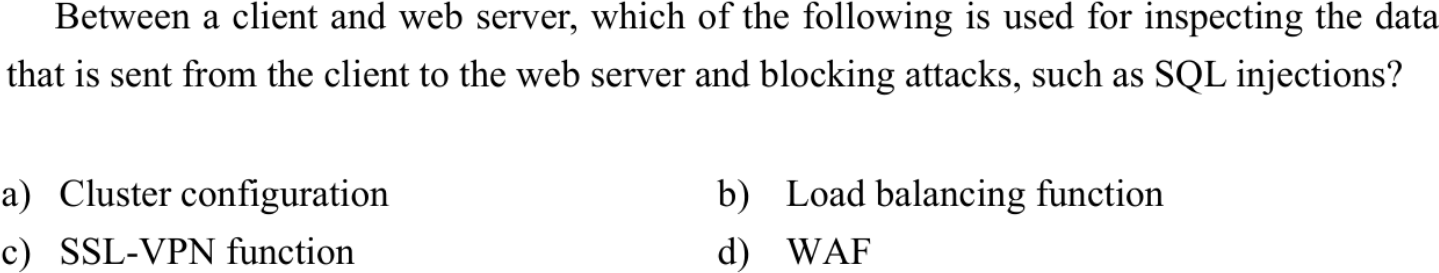 Between a client and web server, which of the following is used for inspecting the data
that is sent from the client to the web server and blocking attacks, such as SQL injections?
a) Cluster configuration b) Load balancing function
c) SSL-VPN function d) WAF